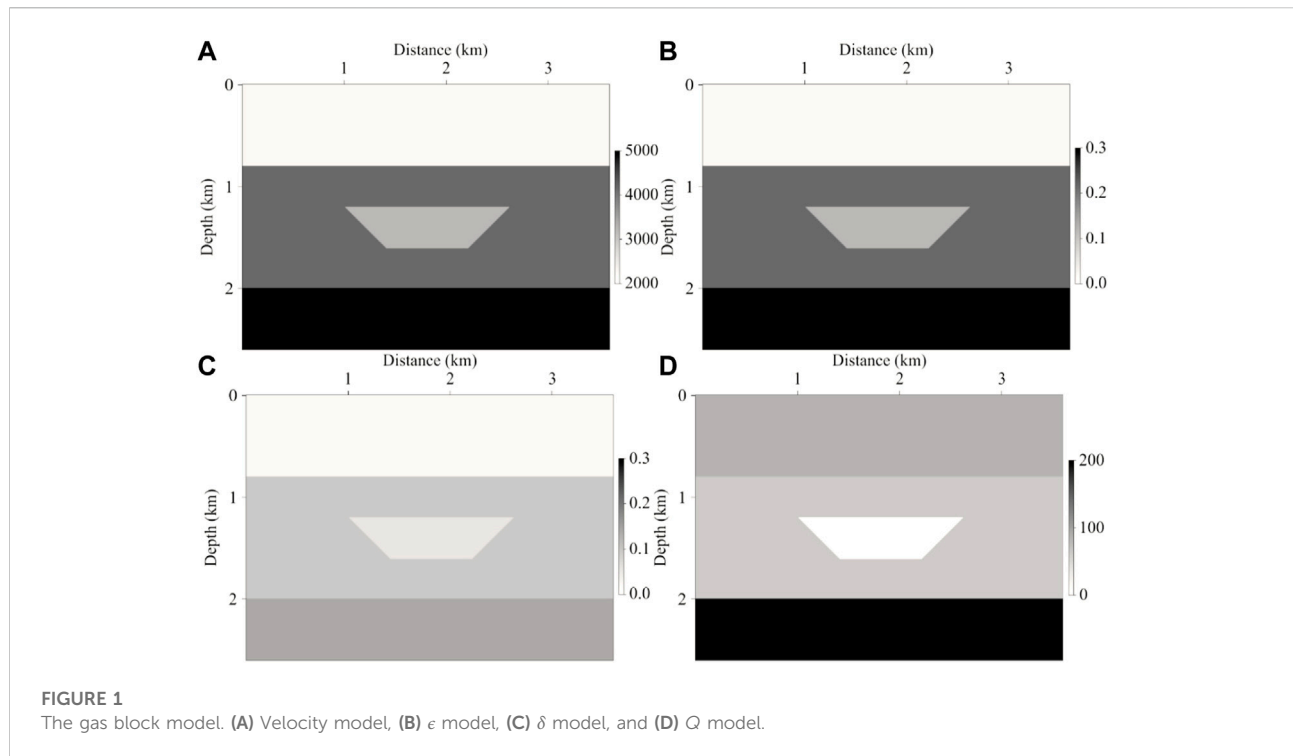 A
Distance (km)
1 2 3
0
1
2
Depth (km)
5000
4000
3000
2000
B
Distance (km)
1 2 3
0
1
2
Depth (km)
0.3
0.2
0.1
0.0
C
Distance (km)
1 2 3
0
1
2
Depth (km)
0.3
0.2
0.1
0.0
D
Distance (km)
1 2 3
0
1
2
Depth (km)
200
100
0
FIGURE 1
The gas block model. (A) Velocity model, (B) ϵ model, (C) δ model, and (D) Q model.